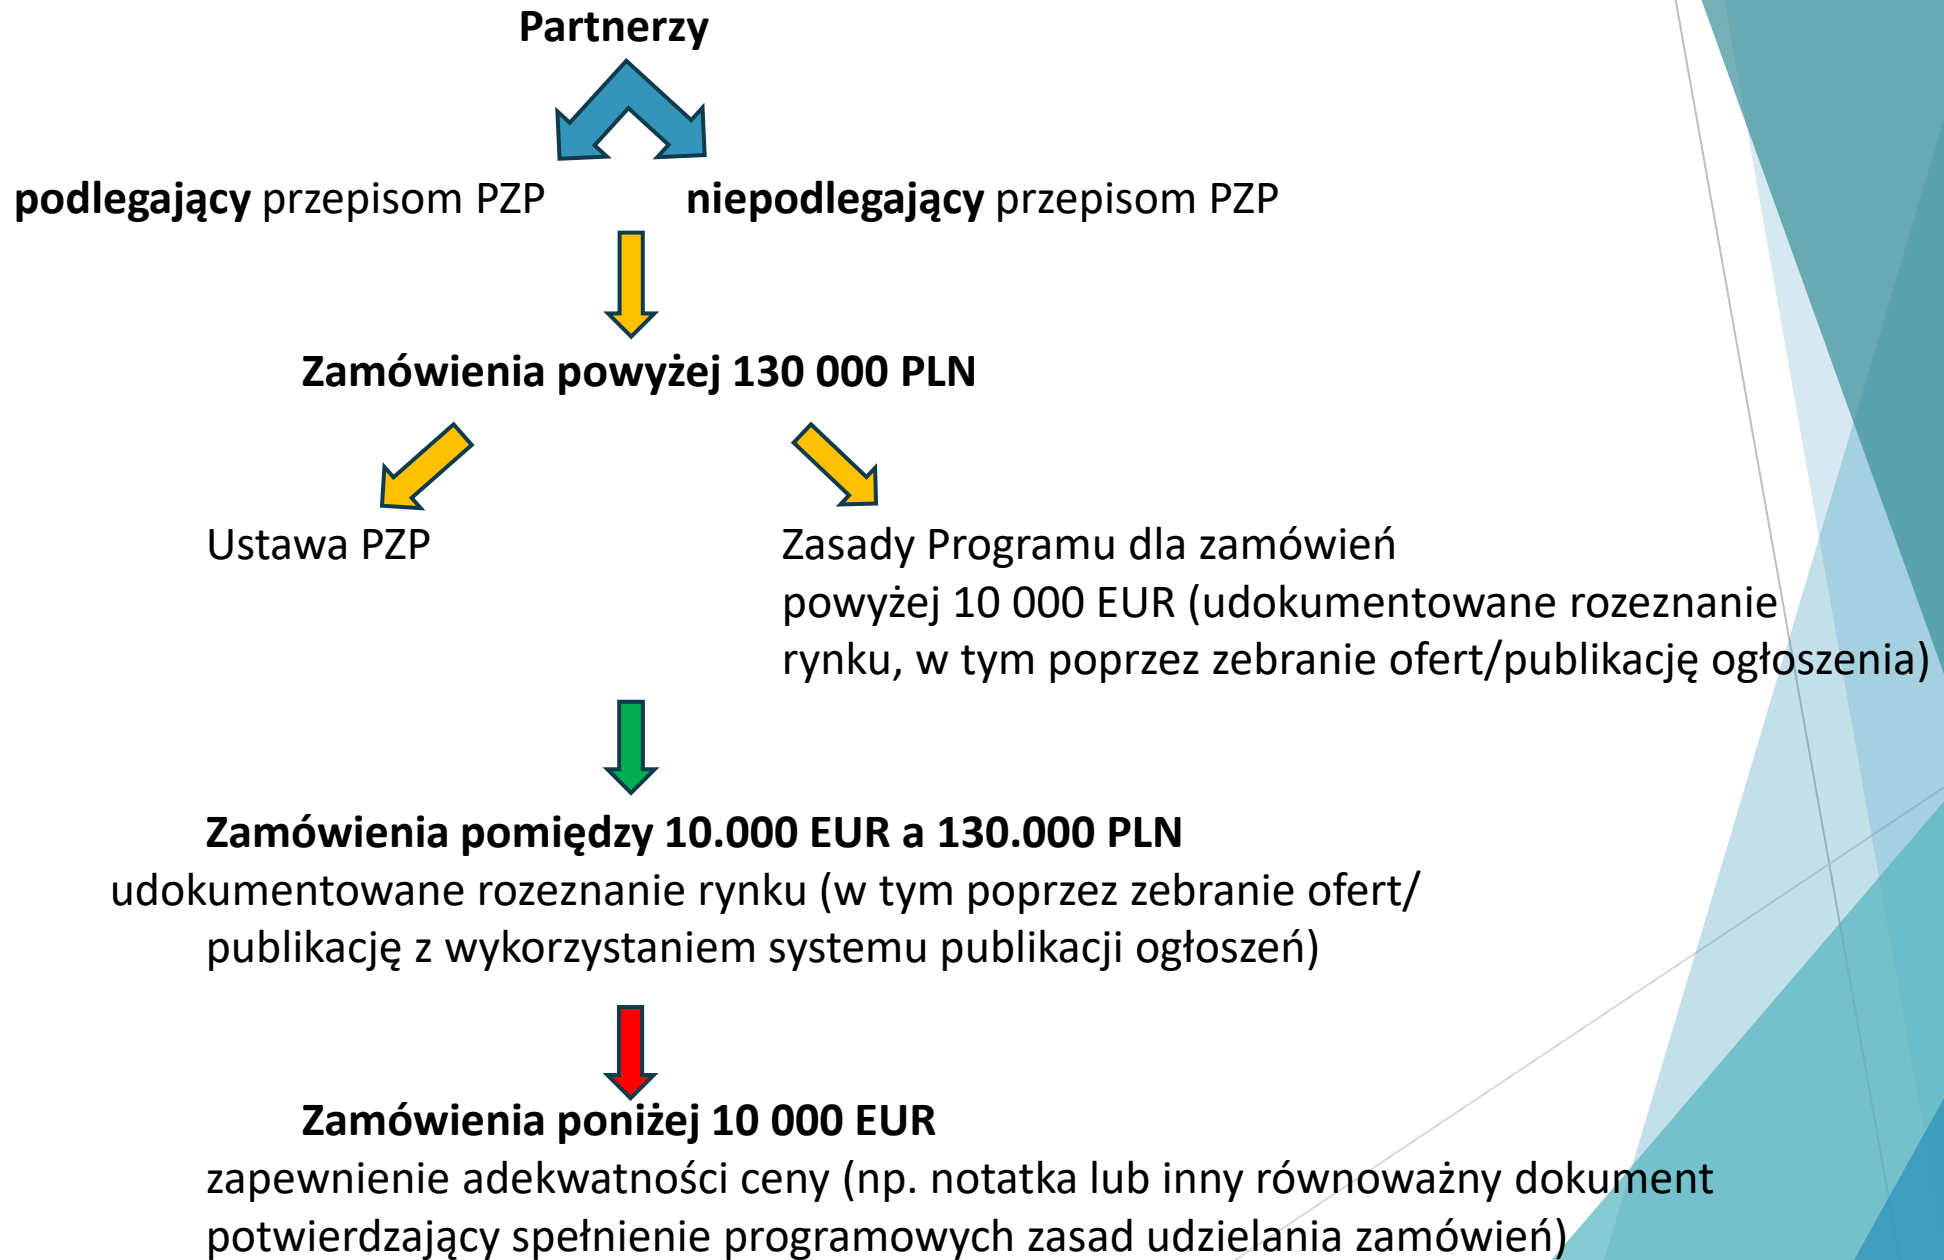 Partnerzy
podlegający przepisom PZP
niepodlegający przepisom PZP
Zamówienia powyżej 130 000 PLN
Ustawa PZP
Zasady Programu dla zamówień
powyżej 10 000 EUR (udokumentowane rozeznanie
rynku, w tym poprzez zebranie ofert/publikację ogłoszenia)
Zamówienia pomiędzy 10.000 EUR a 130.000 PLN
udokumentowane rozeznanie rynku (w tym poprzez zebranie ofert/
publikację z wykorzystaniem systemu publikacji ogłoszeń)
Zamówienia poniżej 10 000 EUR
zapewnienie adekwatności ceny (np. notatka lub inny równoważny dokument
potwierdzający spełnienie programowych zasad udzielania zamówień)